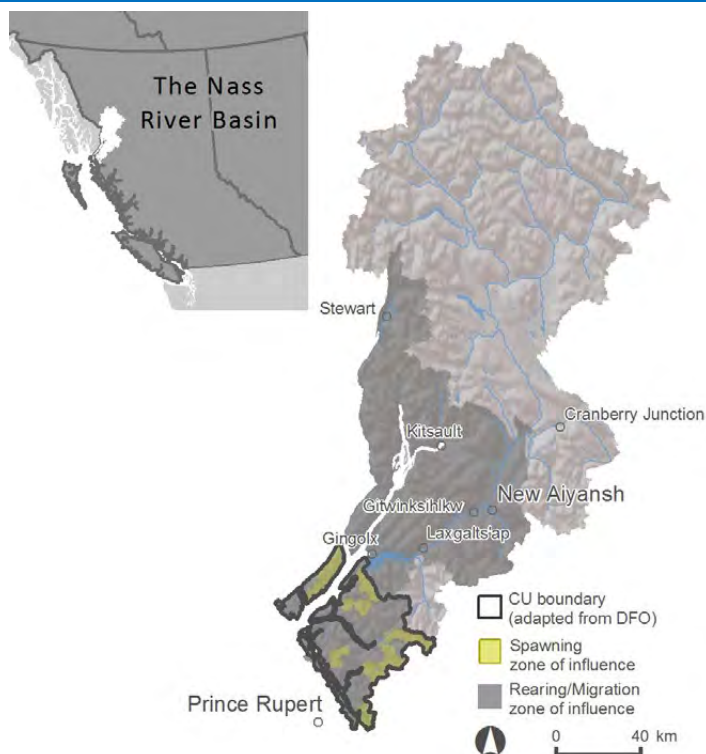 The Nass
River Basin
Stewart
Cranberry Junction
Kitsault
New Aiyansh
Gitwinksihlkw
Laxgalts'ap
Gingolx
CU boundary
(adapted from DFO)
Spawning
zone of influence
Rearing/Migration
zone of influence
Prince Rupert
0 40 km